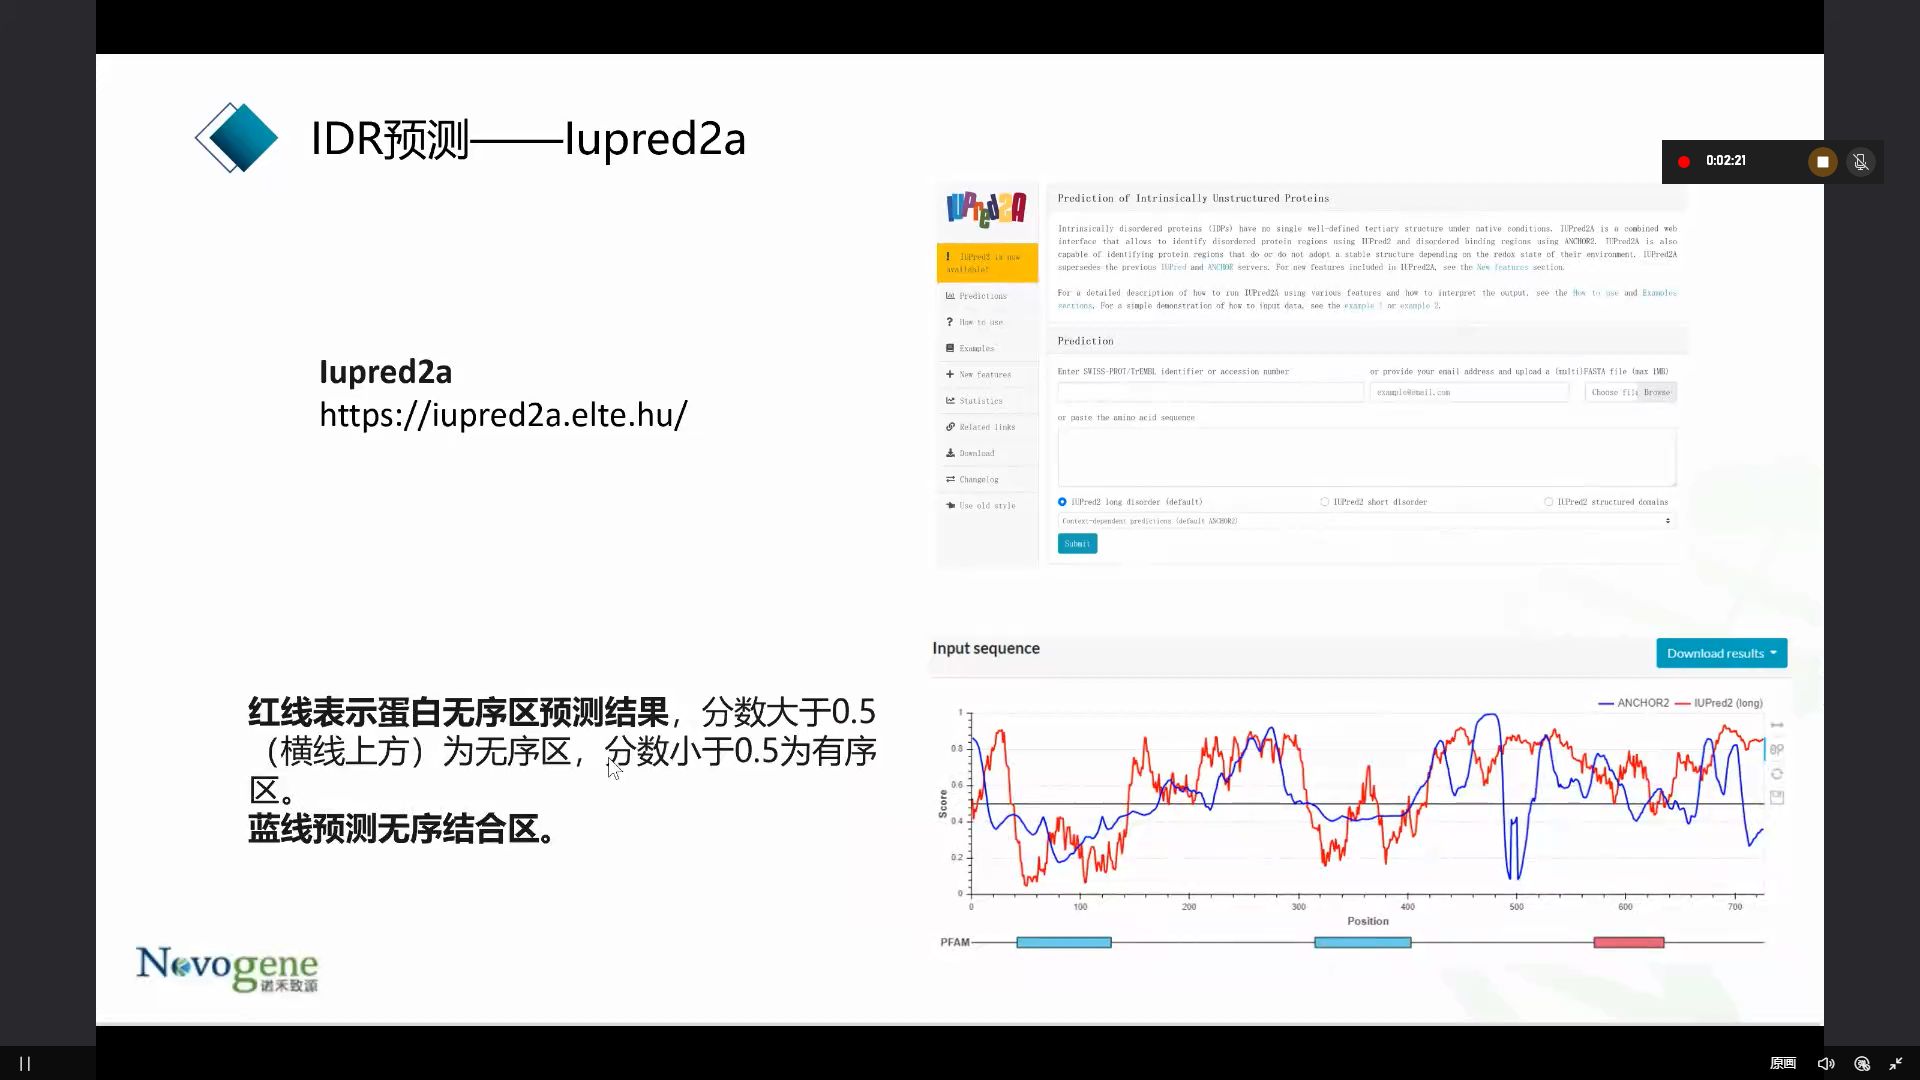 IDR预测——Iupred2a
0:02:21
Iupred2a
https://iupred2a.elte.hu/
IUPred2A
! IUPred3 is now
available!
Predictions
? How to use
Examples
+ New features
Statistics
Related links
Download
Changelog
Use old style
Prediction of Intrinsically Unstructured Proteins
Intrinsically disordered proteins (IDPs) have no single well-defined tertiary structure under native conditions. IUPred2A is a combined web
interface that allows to identify disordered protein regions using IUPred2 and disordered binding regions using ANCHOR2. IUPred2A is also
capable of identifying protein regions that do or do not adopt a stable structure depending on the redox state of their environment. IUPred2A
supersedes the previous IUPred and ANCHOR servers. For new features included in IUPred2A, see the New features section.
For a detailed description of how to run IUPred2A using various features and how to interpret the output, see the How to use and Examples
sections. For a simple demonstration of how to input data, see the example 1 or example 2.
Prediction
Enter SWISS-PROT/TrEMBL identifier or accession number
or provide your email address and upload a (multi)FASTA file (max 1MB)
example@email.com
Choose file Browse
or paste the amino acid sequence
IUPred2 long disorder (default)
IUPred2 short disorder
IUPred2 structured domains
Context-dependent predictions (default ANCHOR2)
Submit
红线表示蛋白无序区预测结果，分数大于0.5
（横线上方）为无序区，分数小于0.5为有序
区。
蓝线预测无序结合区。
Input sequence
Download results
ANCHOR2 IUPred2 (long)
1
0.8
0.6
0.4
0.2
0
Score
0 100 200 300 400 500 600 700
Position
PFAM
Novogene
诺禾致源
原画